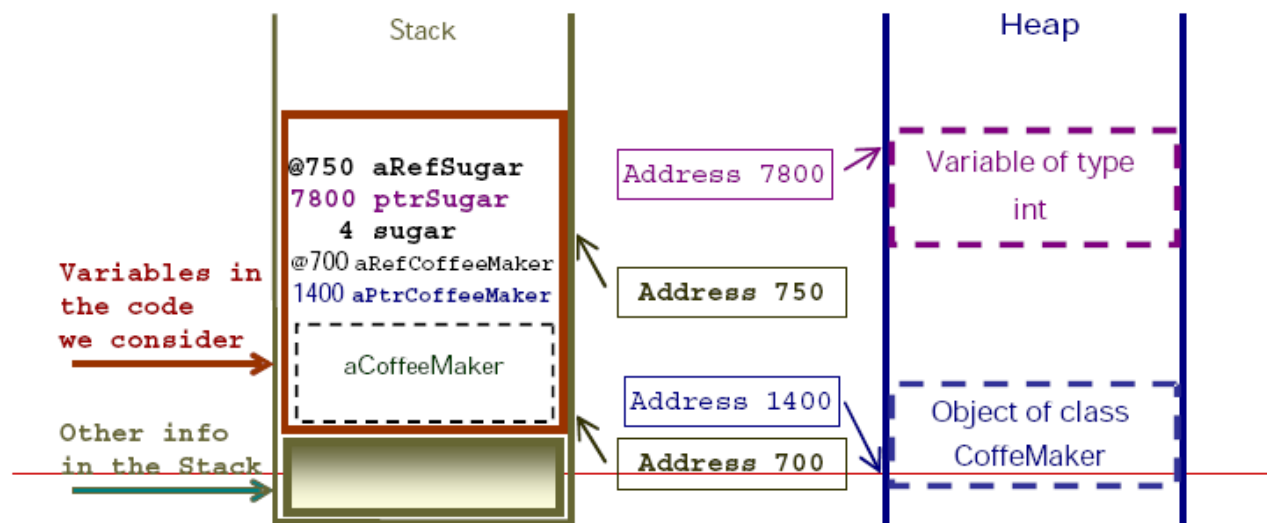 Stack
Heap
@750 aRefSugar
7800 ptrSugar
4 sugar
@700 aRefCoffeeMaker
1400 aPtrCoffeeMaker
aCoffeeMaker
Variables in
the code
we consider
Other info
in the Stack
Address 7800
Address 750
Address 1400
Address 700
Variable of type
int
Object of class
CoffeMaker